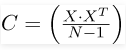 $C = \left( \frac{X \cdot X^T}{N-1} \right)$